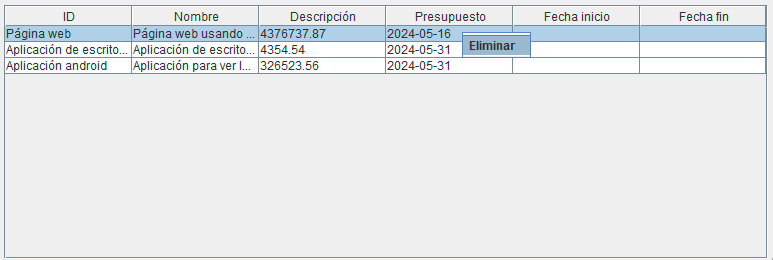 ID Nombre Descripción Presupuesto Fecha inicio Fecha fin
Página web Página web usando ... 4376737.87 2024-05-16
Aplicación de escrito... Aplicación de escrito... 4354.54 2024-05-31
Aplicación android Aplicación para ver l... 326523.56 2024-05-31
Eliminar